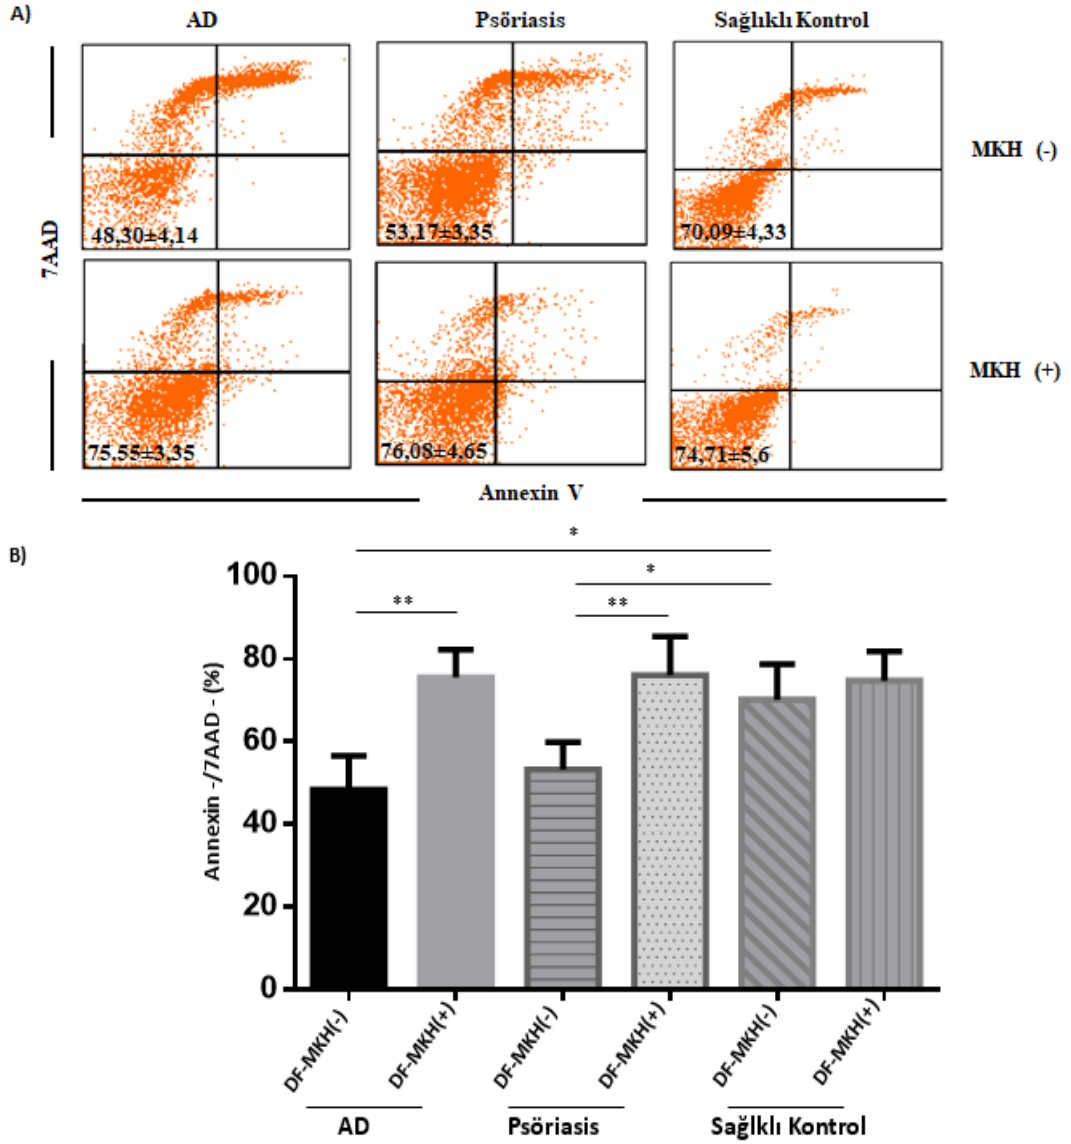 A)
AD Psöriasis Sağlıklı Kontrol
MKH (-)
48,30±4,14 53,17±3,35 70,09±4,33
7AAD
MKH (+)
75,55±3,35 76,08±4,65 74,71±5,6
Annexin V
B)
*
*
** **
Annexin -/7AAD - (%)
100
80
60
40
20
0
DF-MKH(-) DF-MKH(+) DF-MKH(-) DF-MKH(+) DF-MKH(-) DF-MKH(+)
AD Psöriasis Sağlklı Kontrol